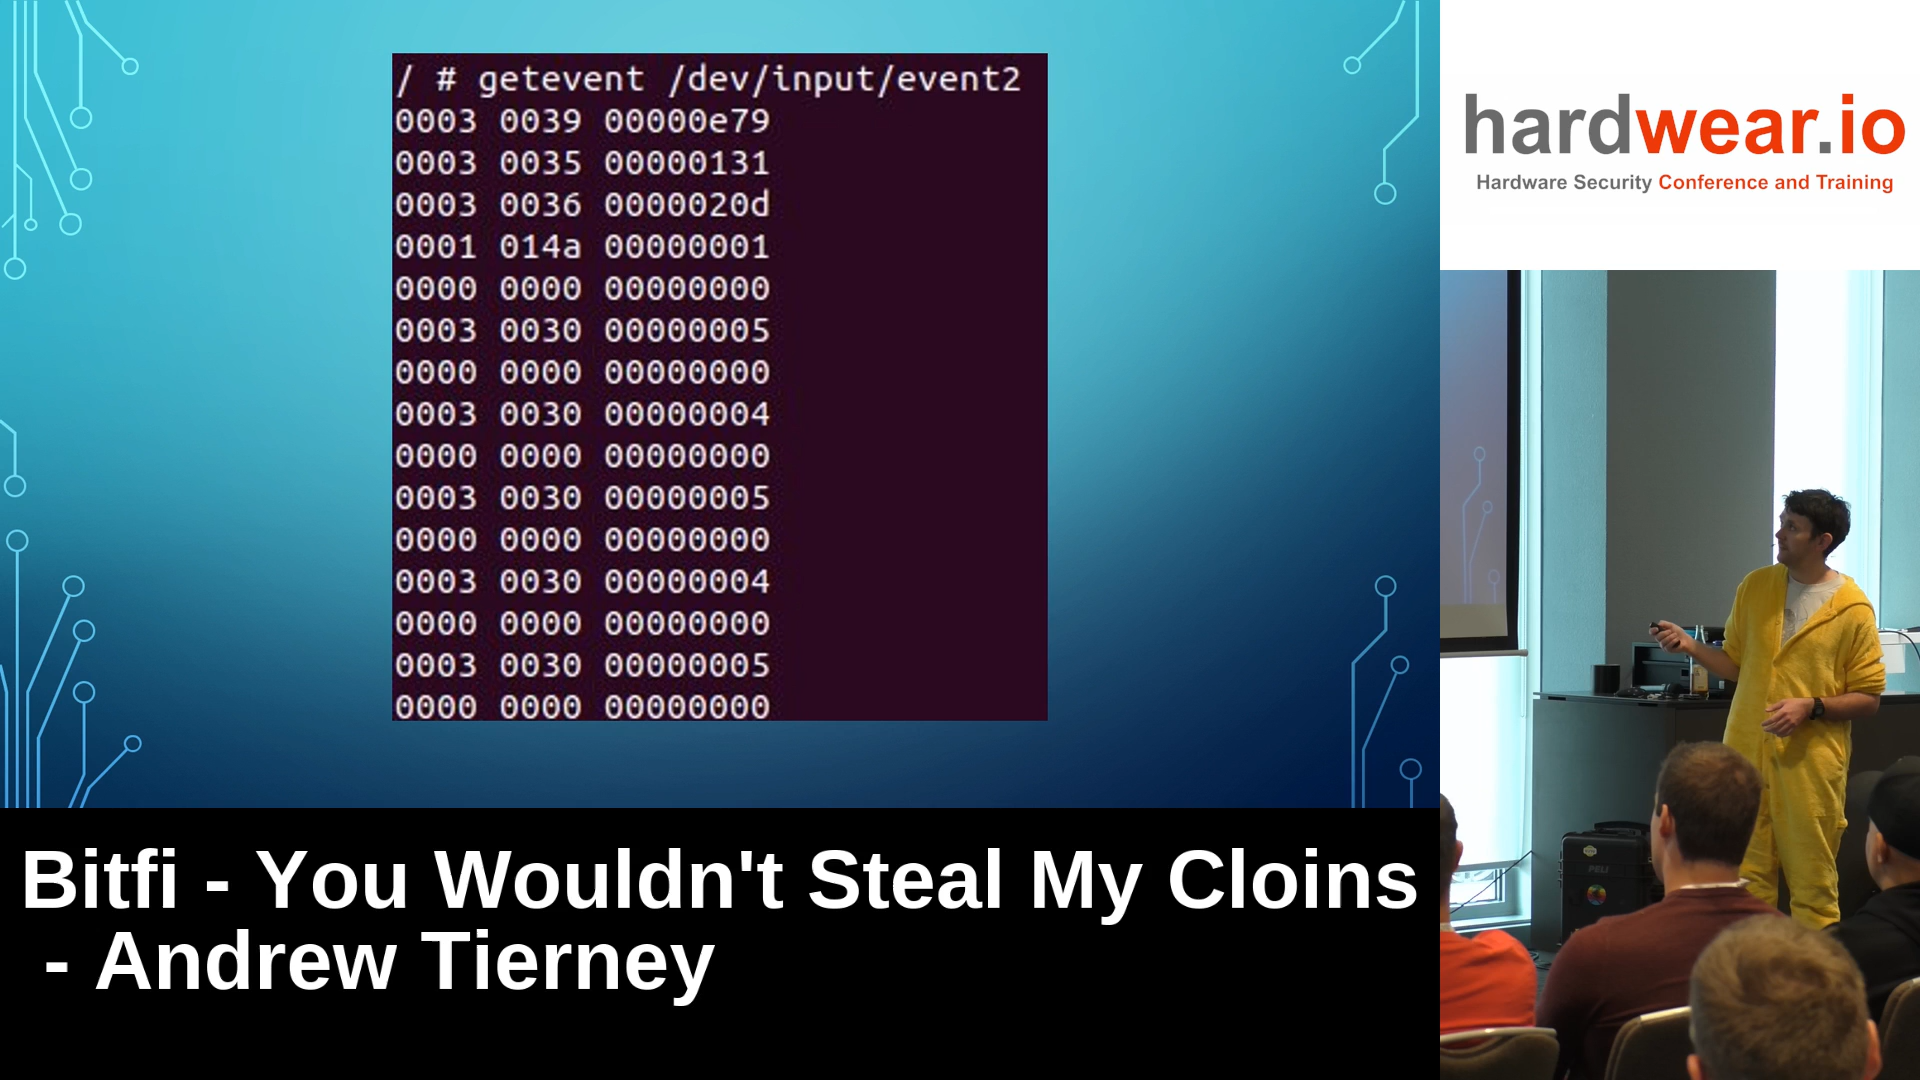 / # getevent /dev/input/event2
0003 0039 00000e79
0003 0035 00000131
0003 0036 0000020d
0001 014a 00000001
0000 0000 00000000
0003 0030 00000005
0000 0000 00000000
0003 0030 00000004
0000 0000 00000000
0003 0030 00000005
0000 0000 00000000
0003 0030 00000004
0000 0000 00000000
0003 0030 00000005
0000 0000 00000000
hardwear.io
Hardware Security Conference and Training
PELI
Bitfi - You Wouldn't Steal My Cloins
- Andrew Tierney